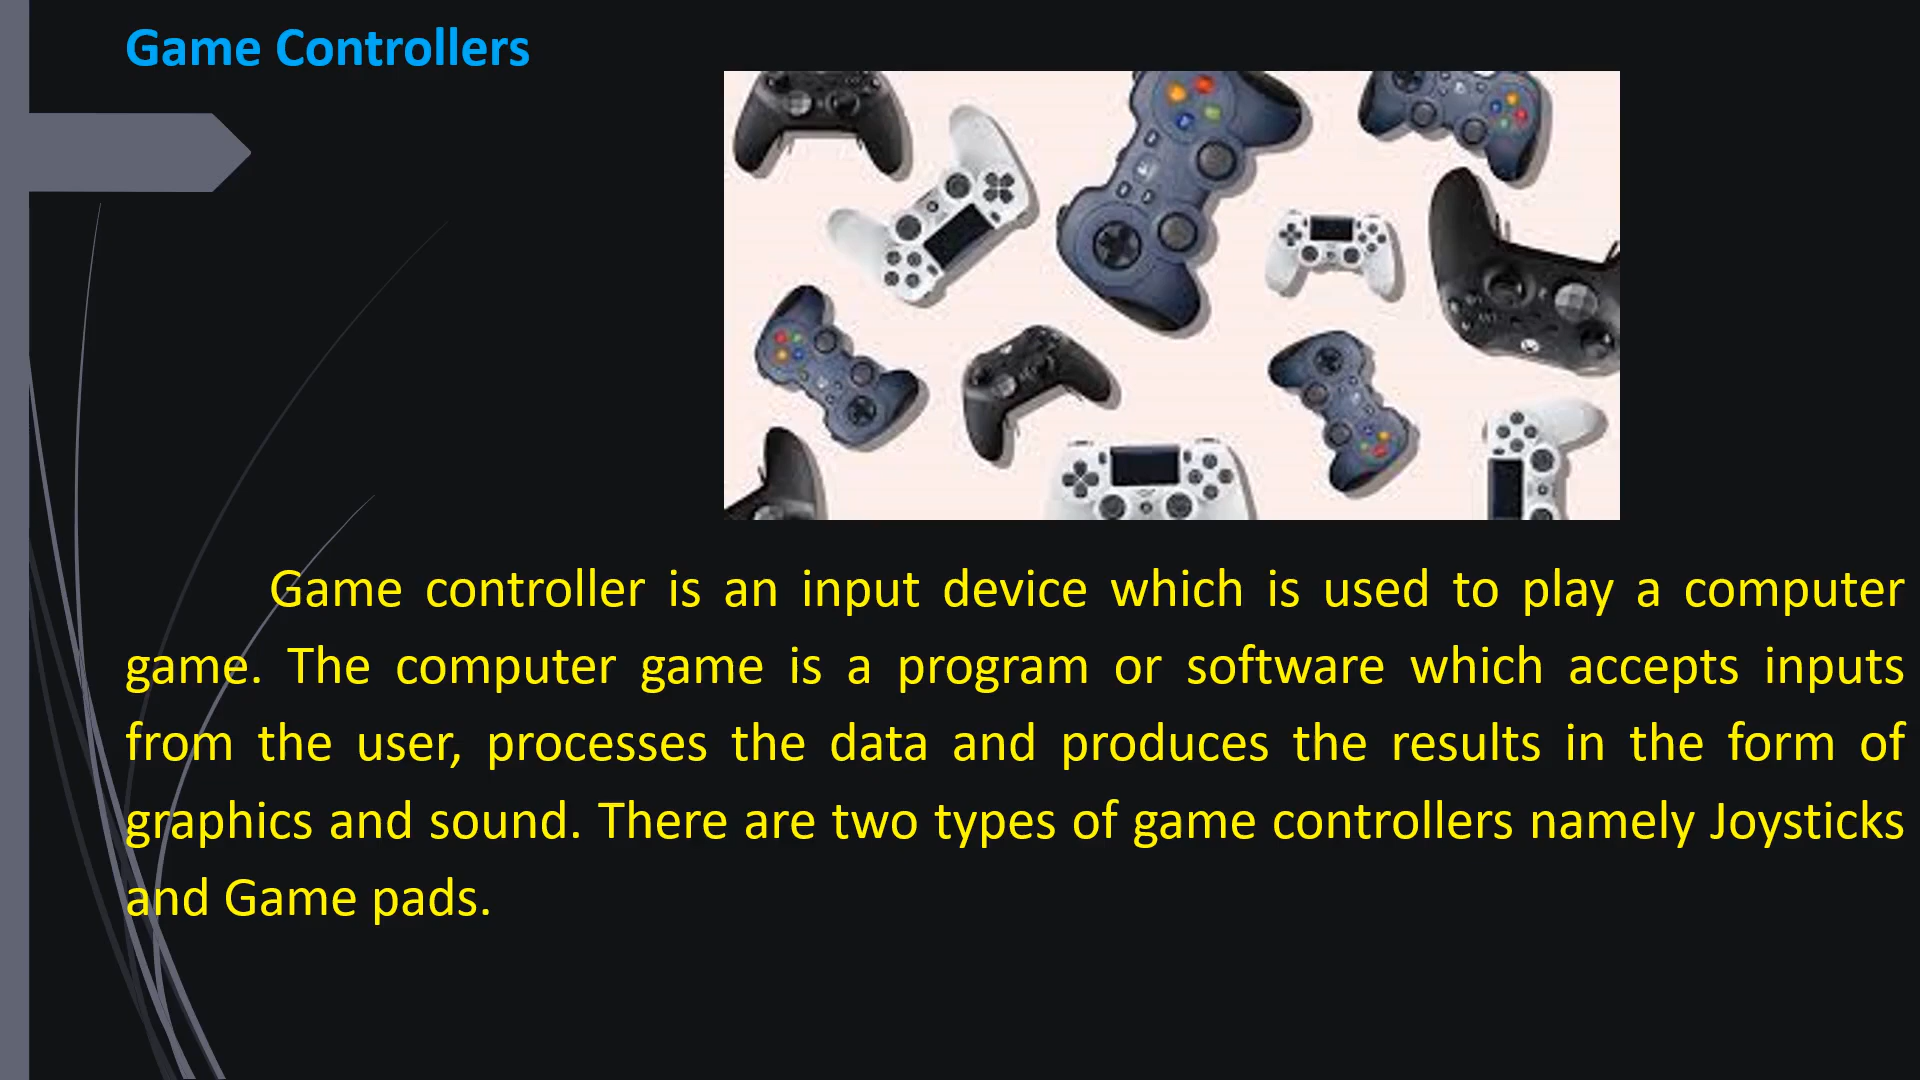 Game Controllers
Game controller is an input device which is used to play a computer
game. The computer game is a program or software which accepts inputs
from the user, processes the data and produces the results in the form of
graphics and sound. There are two types of game controllers namely Joysticks
and Game pads.